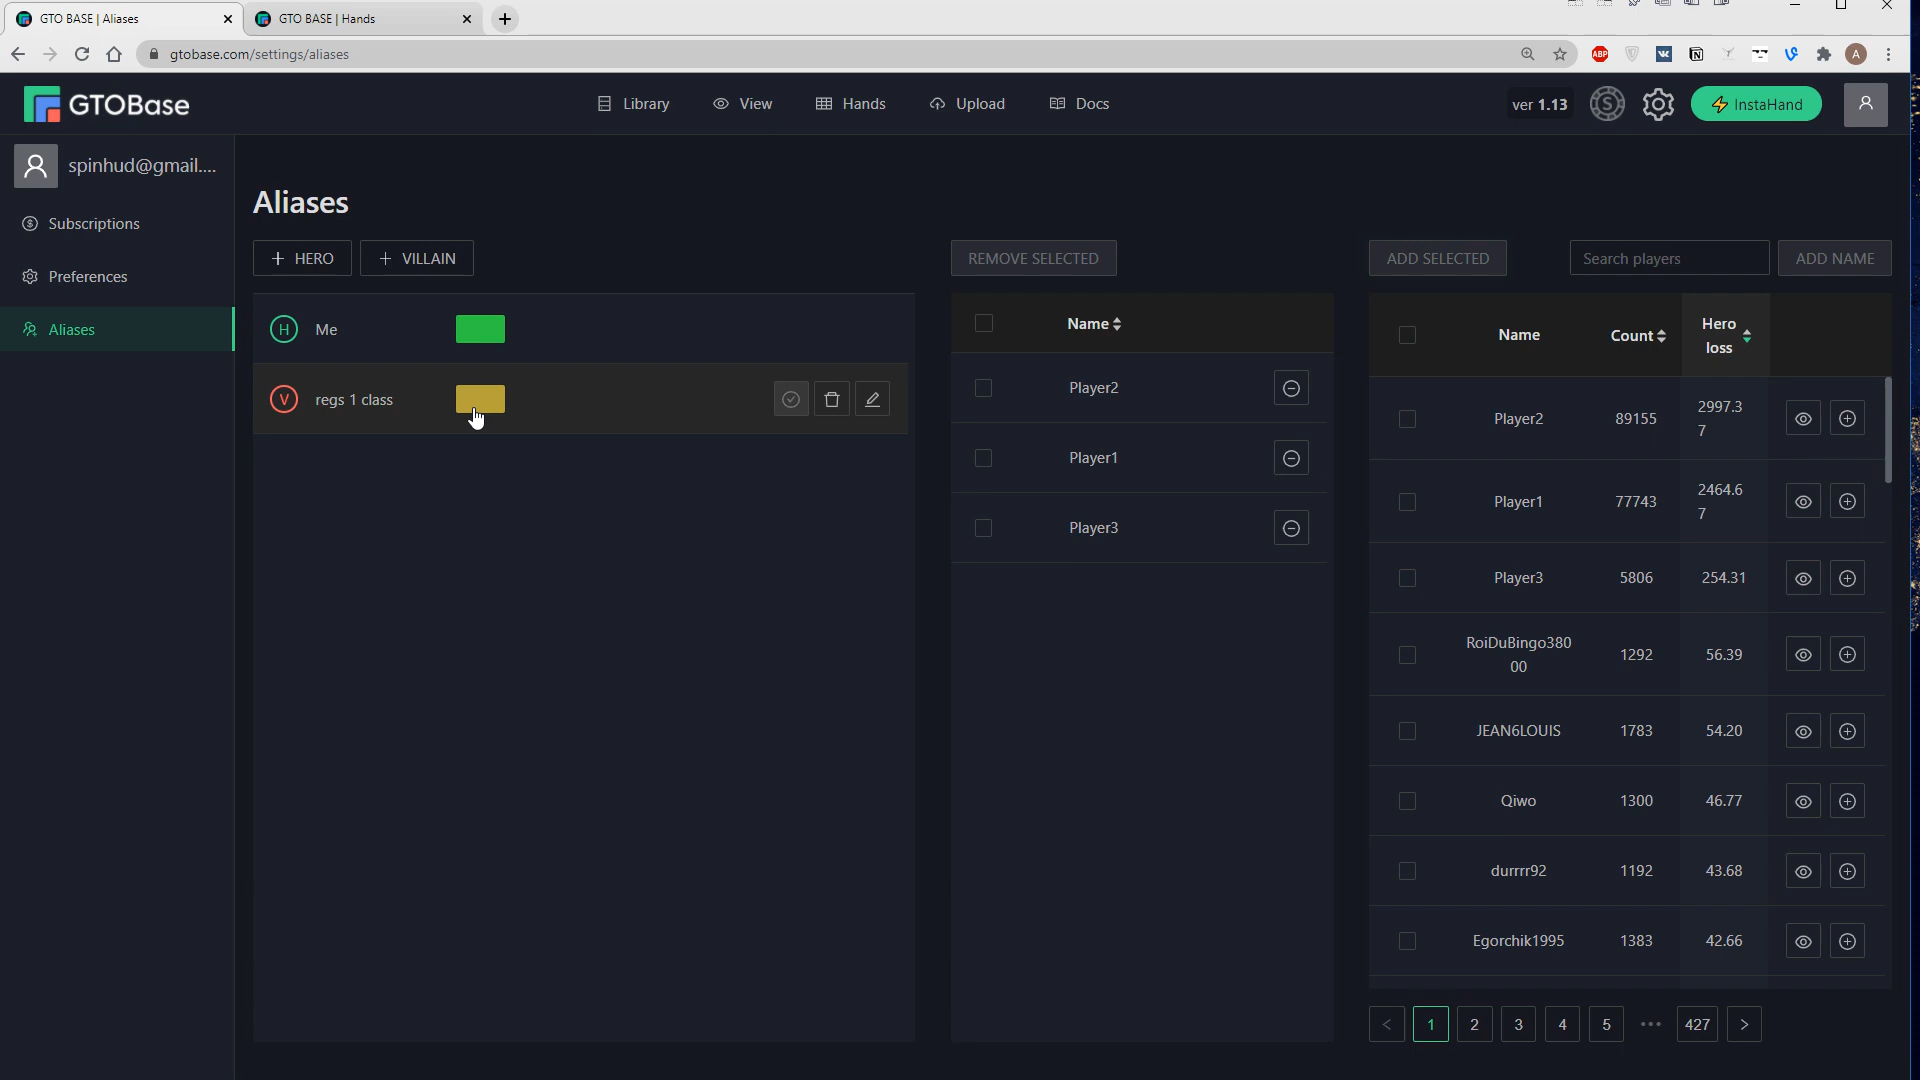 GTO BASE | Aliases
GTO BASE | Hands
gtobase.com/settings/aliases
ABP
A
GTOBase
Library
View
Hands
Upload
Docs
ver 1.13
S
InstaHand
spinhud@gmail....
Subscriptions
Preferences
Aliases
Aliases
+ HERO
+ VILLAIN
REMOVE SELECTED
ADD SELECTED
Search players
ADD NAME
H Me
V regs 1 class
Name
Player2
Player1
Player3
Name Count Hero
loss
Player2 89155 2997.3
7
Player1 77743 2464.6
7
Player3 5806 254.31
RoiDuBingo380
00 1292 56.39
JEAN6LOUIS 1783 54.20
Qiwo 1300 46.77
durrrr92 1192 43.68
Egorchik1995 1383 42.66
< 1 2 3 4 5 ••• 427 >